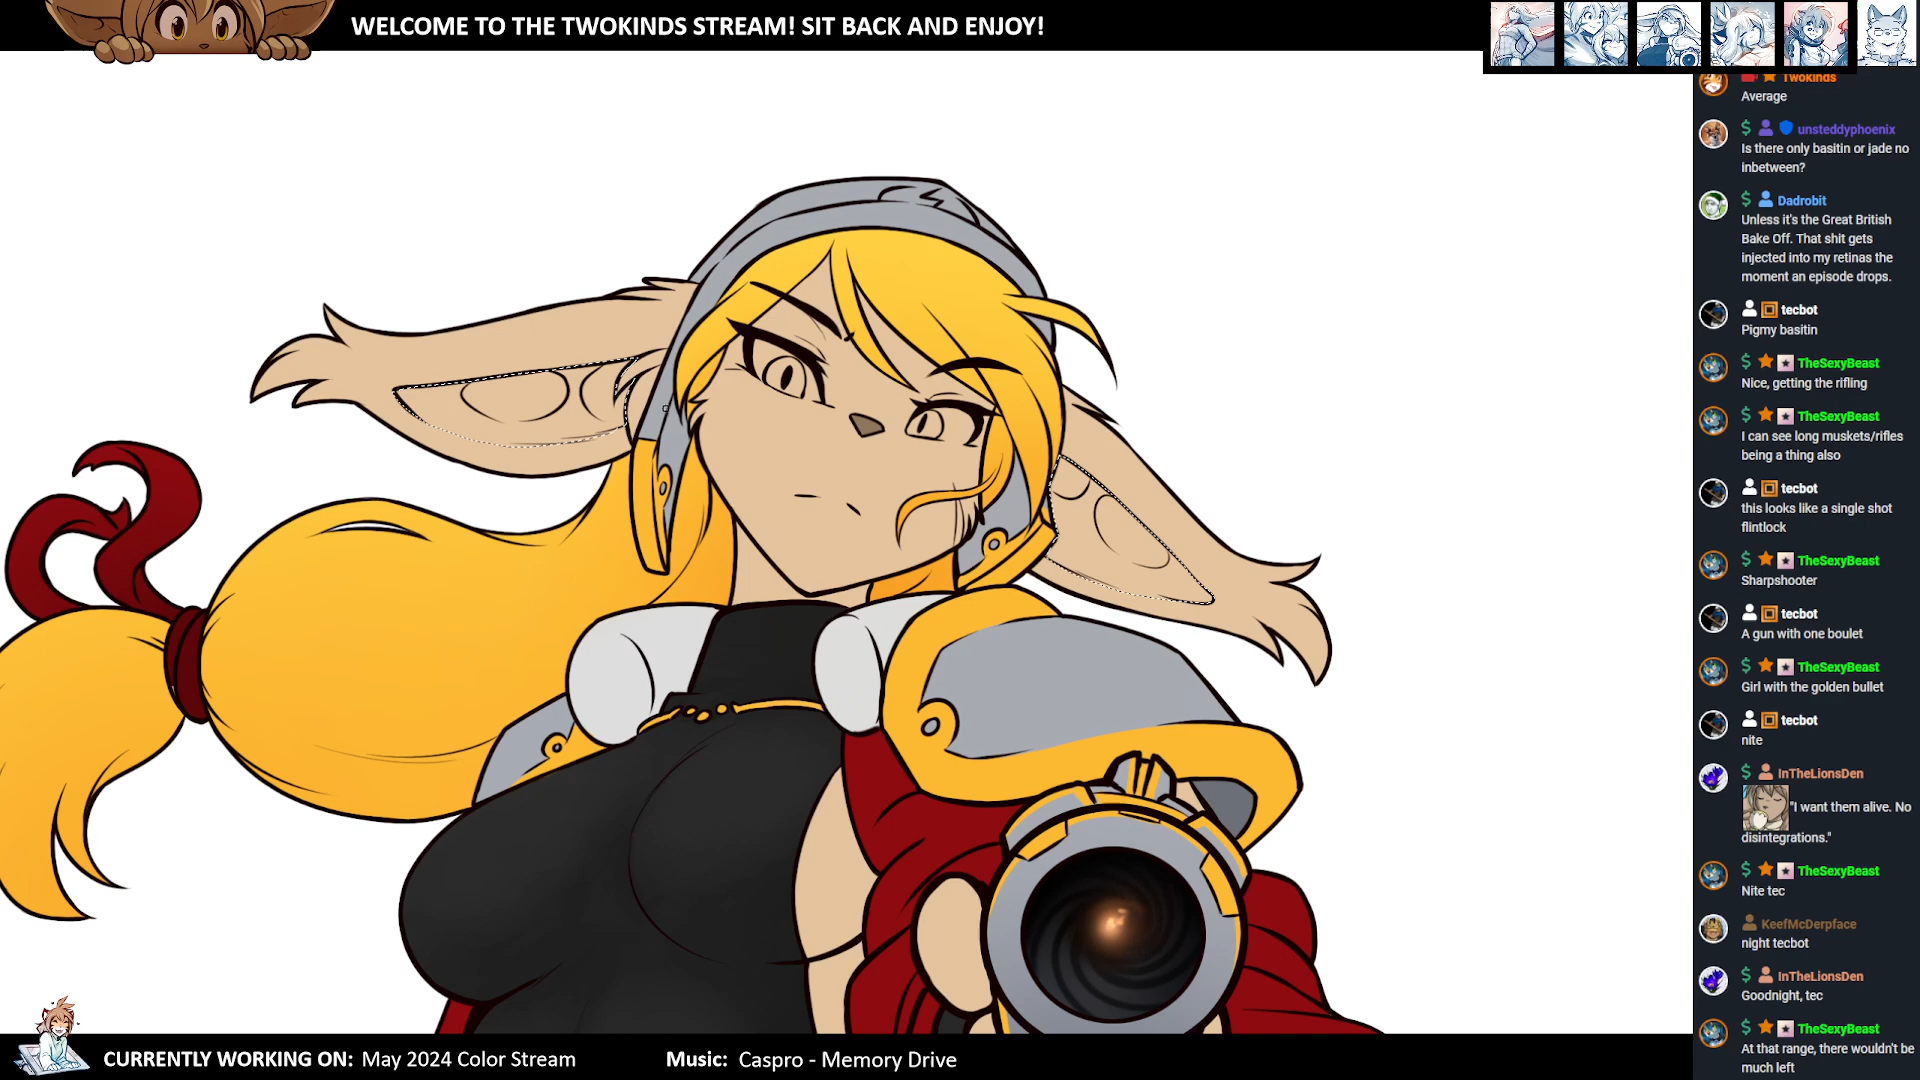 WELCOME TO THE TWOKINDS STREAM! SIT BACK AND ENJOY!
Twokinds
Average
unsteddyphoenix
Is there only basitin or jade no
inbetween?
Dadrobit
Unless it's the Great British
Bake Off. That shit gets
injected into my retinas the
moment an episode drops.
tecbot
Pigmy basitin
TheSexyBeast
Nice, getting the rifling
TheSexyBeast
I can see long muskets/rifles
being a thing also
tecbot
this looks like a single shot
flintlock
TheSexyBeast
Sharpshooter
tecbot
A gun with one boulet
TheSexyBeast
Girl with the golden bullet
tecbot
nite
InTheLionsDen
"I want them alive. No
disintegrations."
TheSexyBeast
Nite tec
KeefMcDerpface
night tecbot
InTheLionsDen
Goodnight, tec
TheSexyBeast
At that range, there wouldn't be
much left
CURRENTLY WORKING ON: May 2024 Color Stream
Music: Caspro - Memory Drive